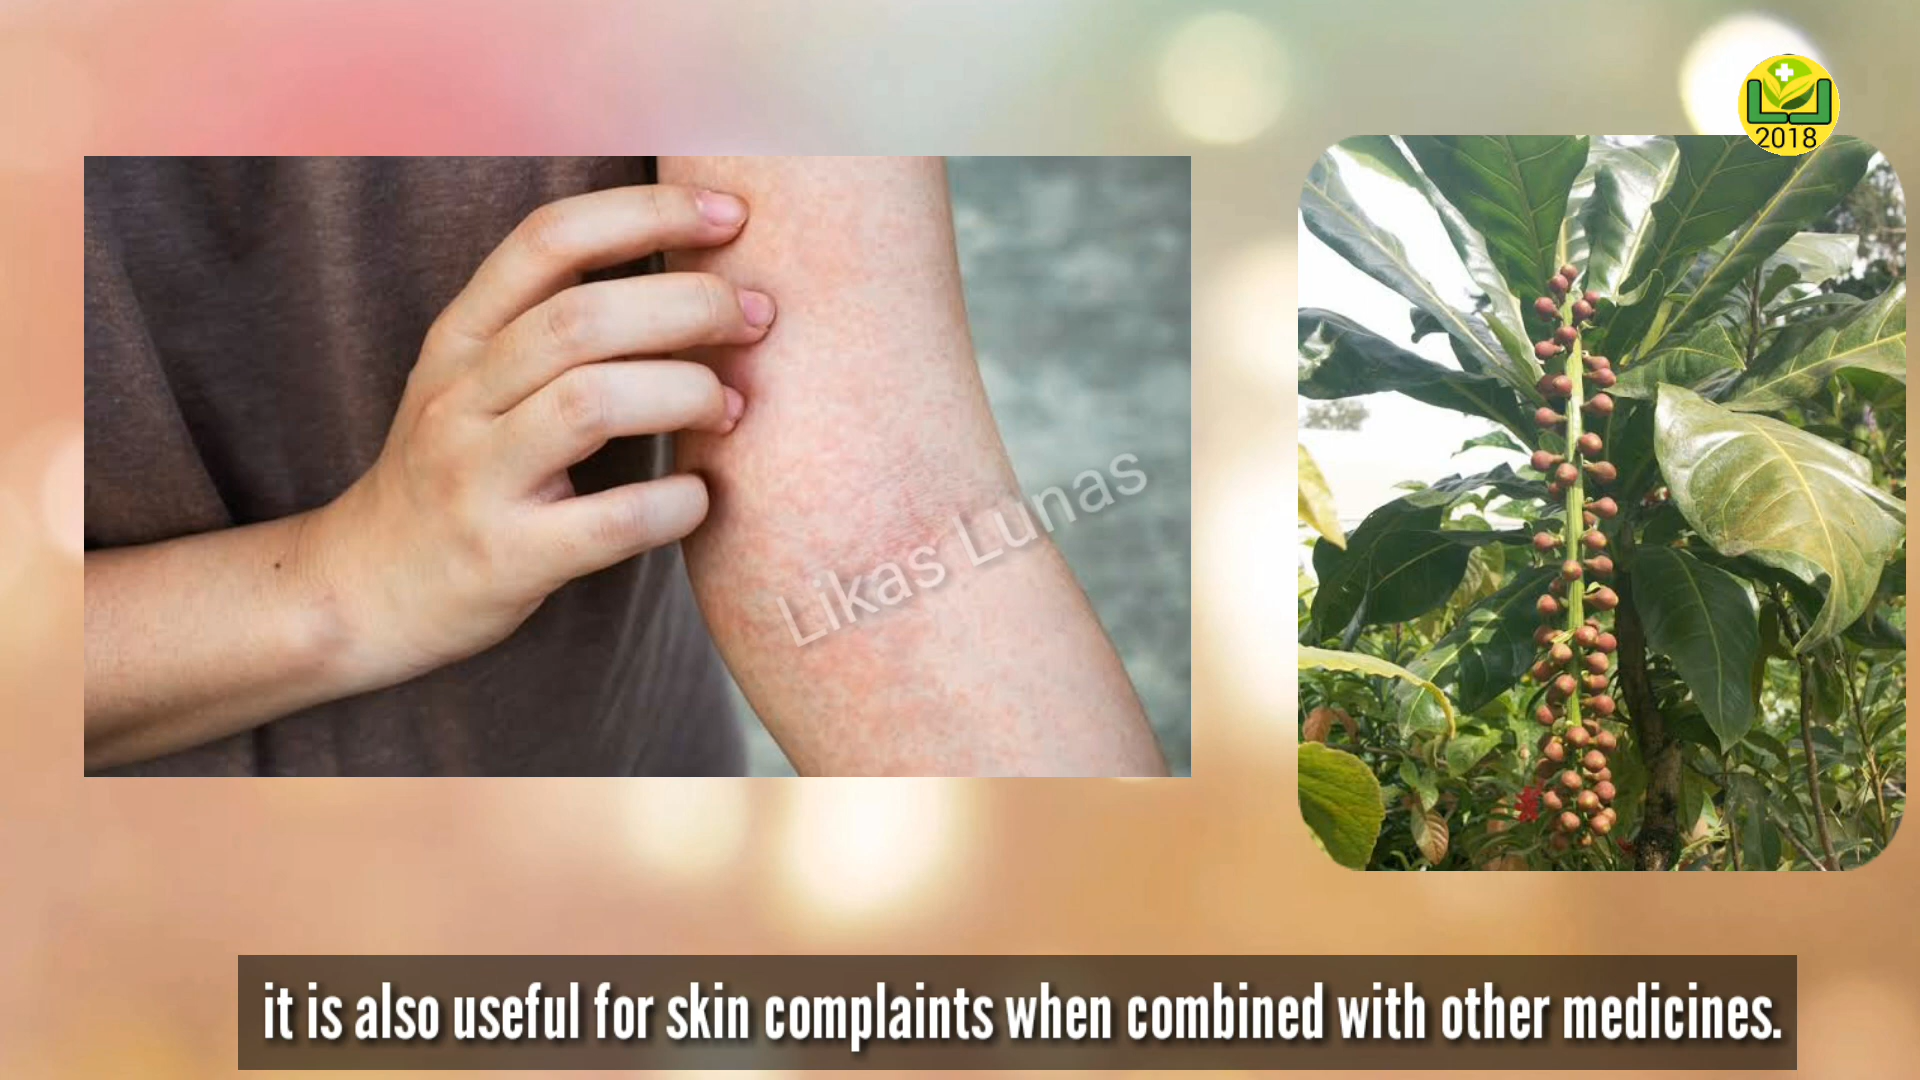 2018
Likas Lunas
it is also useful for skin complaints when combined with other medicines.